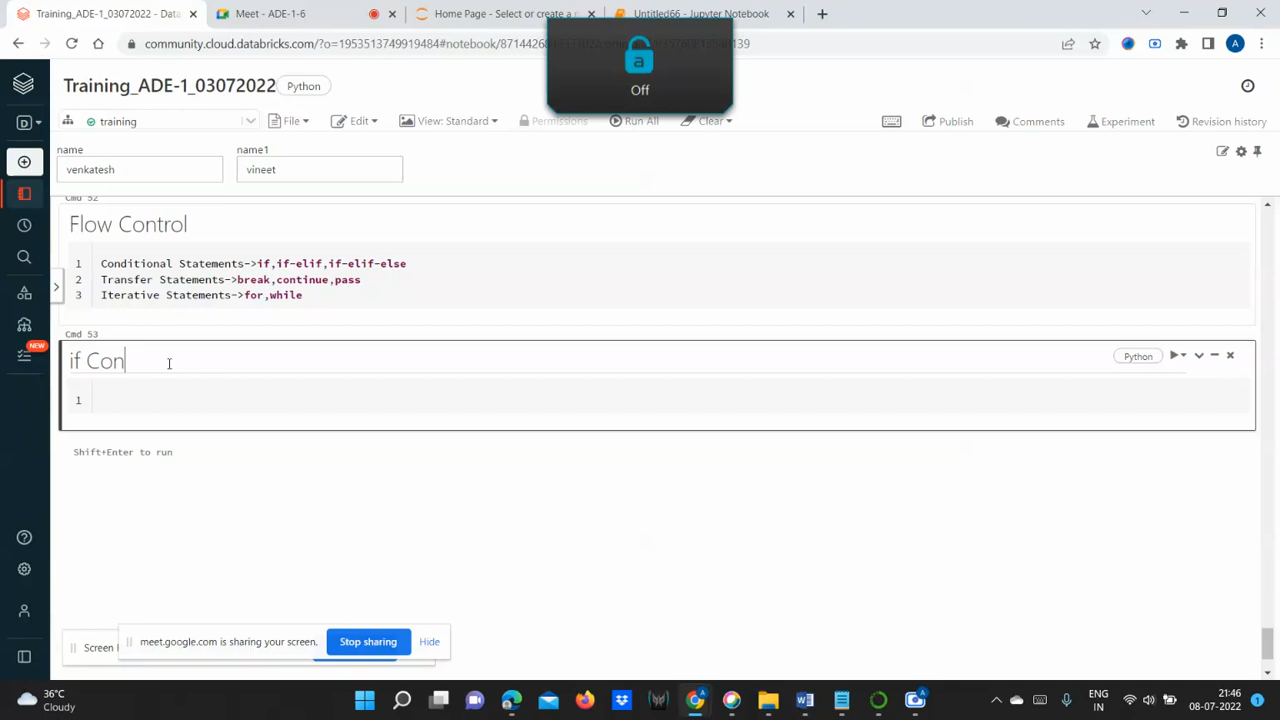 Training_ADE-1_03072022 - Data
Meet - ADE-1-6
Home Page - Select or create a n
Untitled66 - Jupyter Notebook
community.cloud.databricks.com/?o=1953513749919484#notebook/8714426
139
a
Off
Training_ADE-1_03072022
Python
training
File
Edit
View: Standard
Permissions
Run All
Clear
Publish
Comments
Experiment
Revision history
name
name1
venkatesh
vineet
Cmd 52
Flow Control
1 Conditional Statements->if,if-elif,if-elif-else
2 Transfer Statements->break,continue,pass
3 Iterative Statements->for,while
Cmd 53
if Con
Python
1
Shift+Enter to run
NEW
D
A
Screen
meet.google.com is sharing your screen.
Stop sharing
Hide
36°C
Cloudy
ENG
IN
21:46
08-07-2022